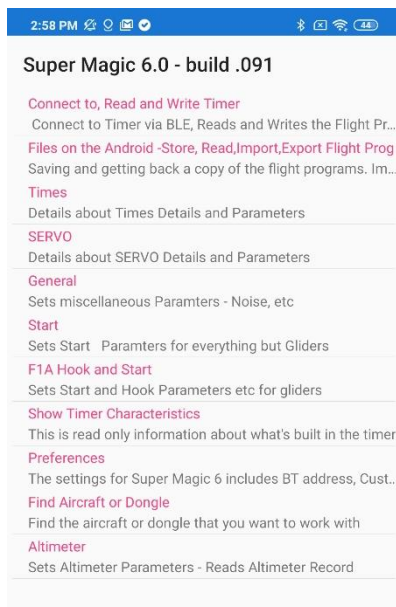 2:58 PM
44
Super Magic 6.0 - build .091
Connect to, Read and Write Timer
Connect to Timer via BLE, Reads and Writes the Flight Pr...
Files on the Android -Store, Read,Import,Export Flight Prog
Saving and getting back a copy of the flight programs. Im...
Times
Details about Times Details and Parameters
SERVO
Details about SERVO Details and Parameters
General
Sets miscellaneous Paramters - Noise, etc
Start
Sets Start  Paramters for everything but Gliders
F1A Hook and Start
Sets Start and Hook Parameters etc for gliders
Show Timer Characteristics
This is read only information about what's built in the timer
Preferences
The settings for Super Magic 6 includes BT address, Cust...
Find Aircraft or Dongle
Find the aircraft or dongle that you want to work with
Altimeter
Sets Altimeter Parameters - Reads Altimeter Record